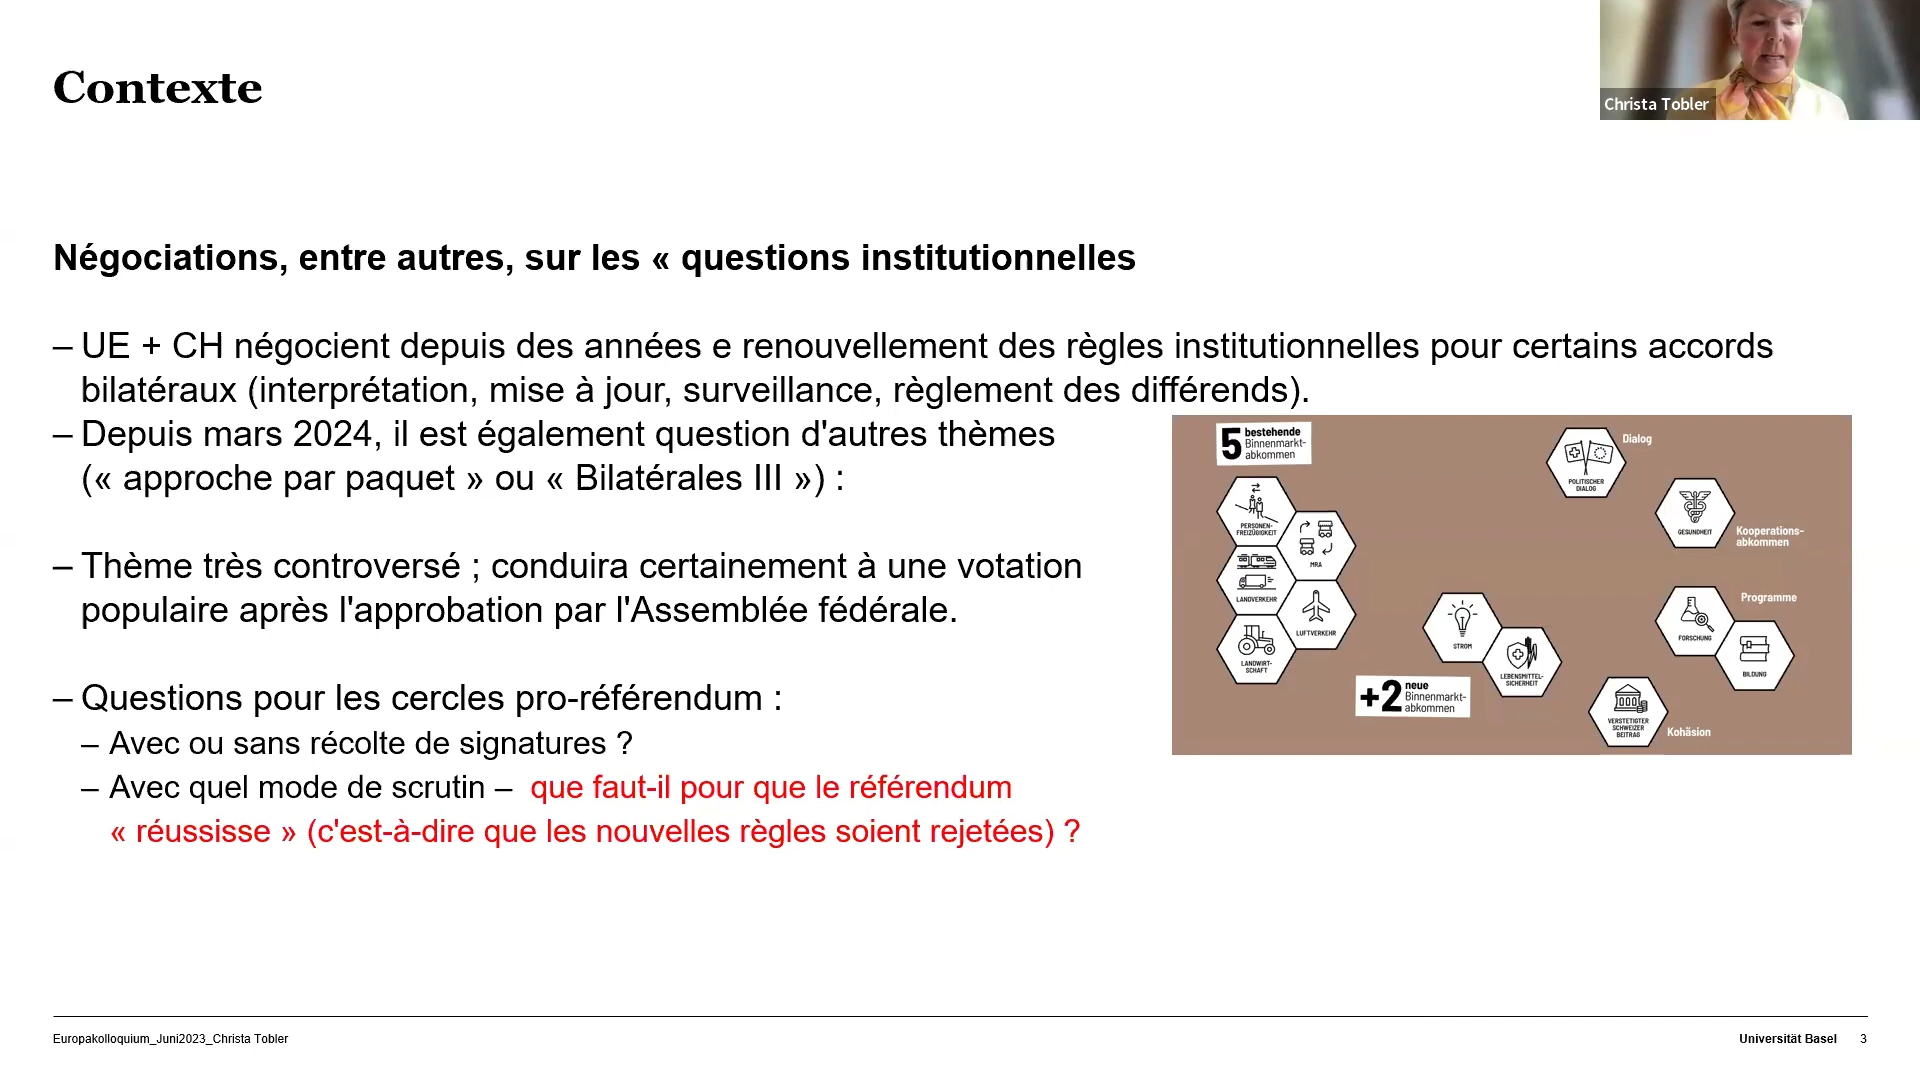 Contexte
Christa Tobler
Négociations, entre autres, sur les « questions institutionnelles
– UE + CH négocient depuis des années e renouvellement des règles institutionnelles pour certains accords
bilatéraux (interprétation, mise à jour, surveillance, règlement des différends).
– Depuis mars 2024, il est également question d'autres thèmes
(« approche par paquet » ou « Bilatérales III ») :
– Thème très controversé ; conduira certainement à une votation
populaire après l'approbation par l'Assemblée fédérale.
– Questions pour les cercles pro-référendum :
– Avec ou sans récolte de signatures ?
– Avec quel mode de scrutin – que faut-il pour que le référendum
« réussisse » (c'est-à-dire que les nouvelles règles soient rejetées) ?
5 bestehende
Binnenmarkt-
abkommen
PERSONEN-
FREIZÜGIGKEIT
MRA
LANDVERKEHR
LUFTVERKEHR
LANDWIRT-
SCHAFT
+2 neue
Binnenmarkt-
abkommen
STROM
LEBENSMITTEL-
SICHERHEIT
Dialog
POLITISCHER
DIALOG
GESUNDHEIT
Kooperations-
abkommen
Programme
FORSCHUNG
BILDUNG
VERSTETIGTER
SCHWEIZER
BEITRAG
Kohäsion
Europakolloquium_Juni2023_Christa Tobler
Universität Basel 3